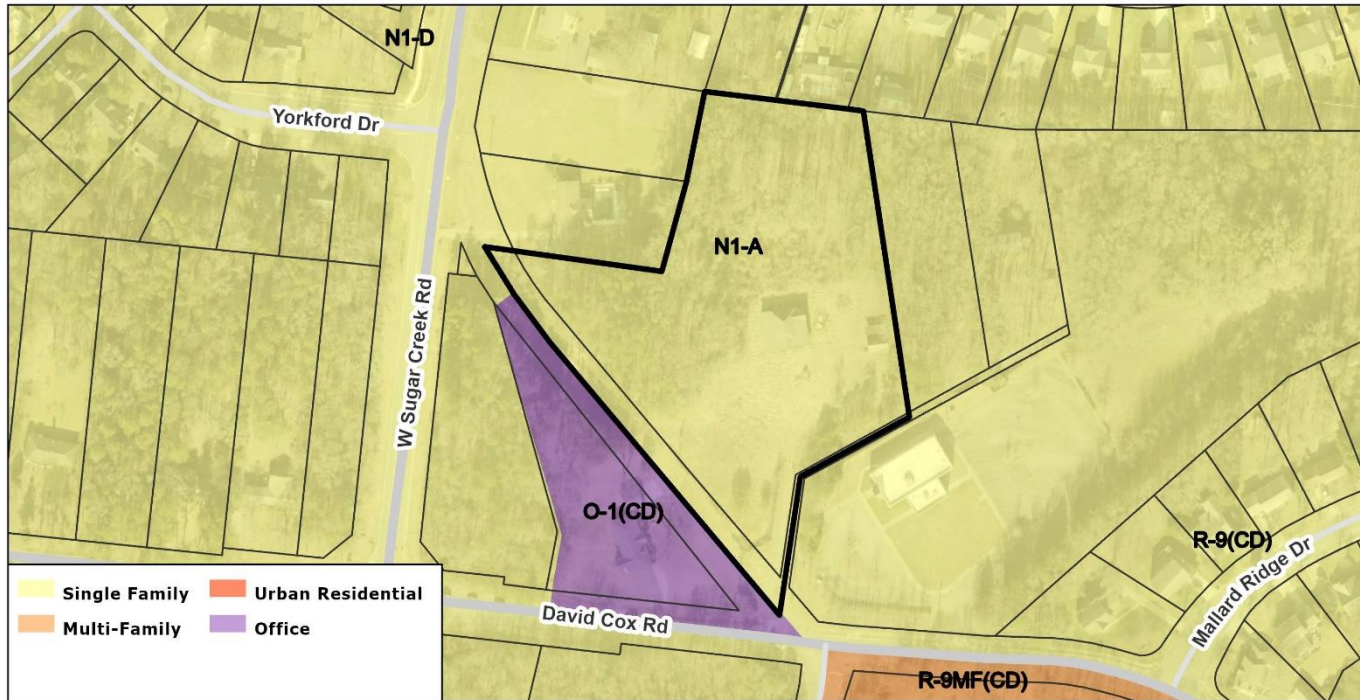 N1-D
Yorkford Dr
N1-A
W Sugar Creek Rd
O-1(CD)
R-9(CD)
Mallard Ridge Dr
David Cox Rd
R-9MF(CD)
Single Family
Urban Residential
Multi-Family
Office